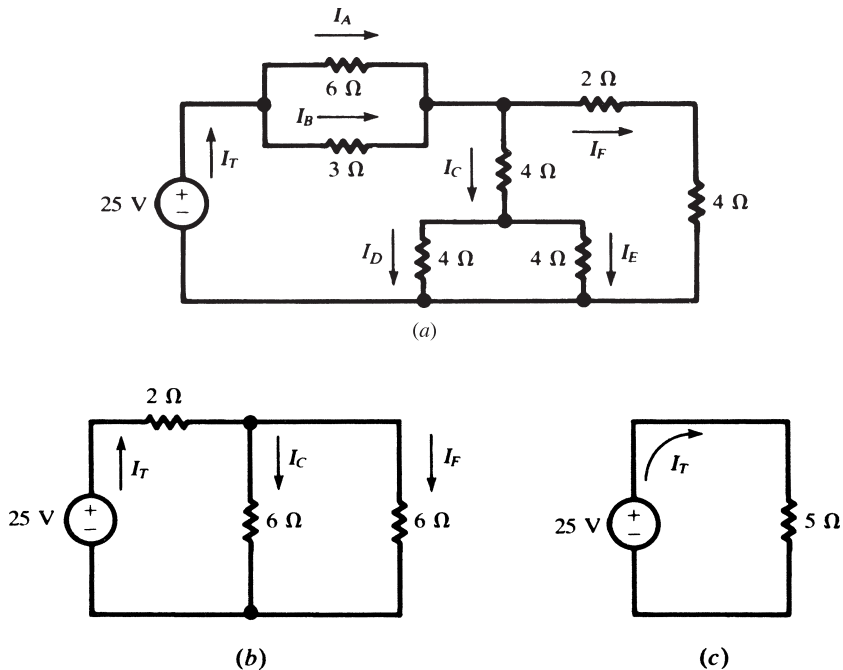 I_A
6 Ω
2 Ω
I_B
I_F
I_T
3 Ω
I_C
4 Ω
25 V
+
−
4 Ω
I_D
4 Ω
4 Ω
I_E
(a)
2 Ω
I_T
I_C
I_F
I_T
25 V
+
−
6 Ω
6 Ω
25 V
+
−
5 Ω
(b)
(c)